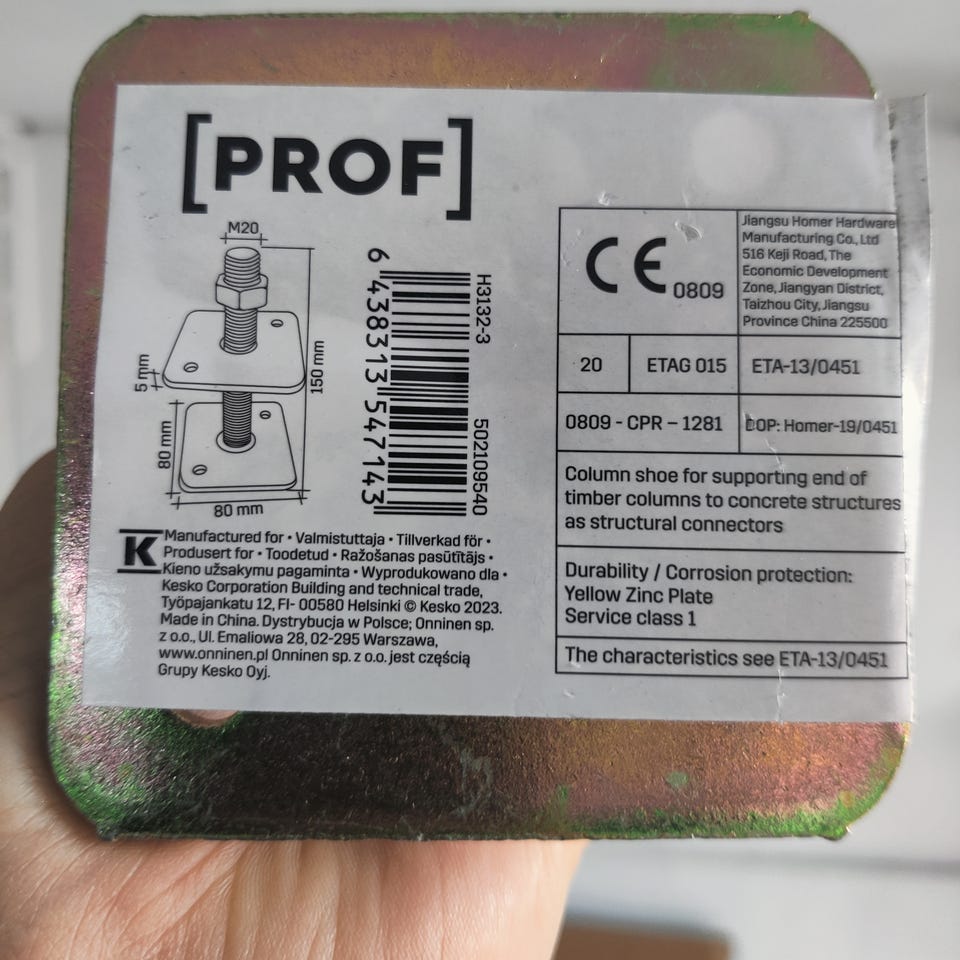 [PROF]
M20
5 mm
150 mm
80 mm
80 mm
6 438313 547143
H3132-3
502109540
K
Manufactured for • Valmistuttaja • Tillverkad för •
Produsert for • Toodetud • Ražošanas pasūtītājs •
Kieno užsakymu pagaminta • Wyprodukowano dla •
Kesko Corporation Building and technical trade,
Työpajankatu 12, FI- 00580 Helsinki © Kesko 2023.
Made in China. Dystrybucja w Polsce; Onninen sp.
z o.o., Ul. Emaliowa 28, 02-295 Warszawa,
www.onninen.pl Onninen sp. z o.o. jest częścią
Grupy Kesko Oyj.
CE 0809
Jiangsu Homer Hardware
Manufacturing Co., Ltd
516 Keji Road, The
Economic Development
Zone, Jiangyan District,
Taizhou City, Jiangsu
Province China 225500
20
ETAG 015
ETA-13/0451
0809 - CPR – 1281
DOP: Homer-19/0451
Column shoe for supporting end of
timber columns to concrete structures
as structural connectors
Durability / Corrosion protection:
Yellow Zinc Plate
Service class 1
The characteristics see ETA-13/0451